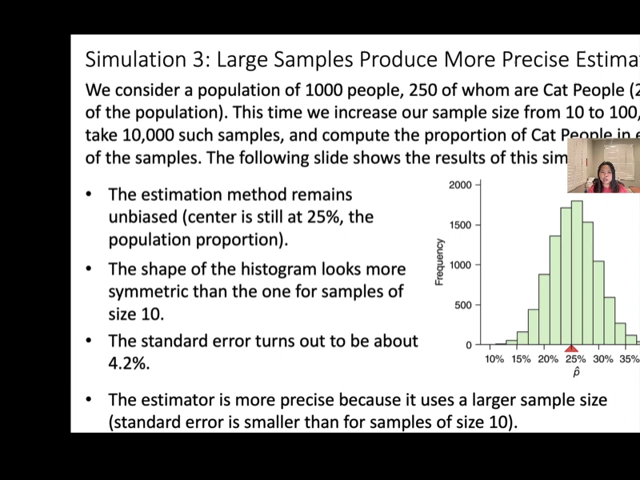 Simulation 3: Large Samples Produce More Precise
We consider a population of 1000 people, 250 of whom are Cat People
of the population). This time we increase our sample size from 10 to 100,
take 10,000 such samples, and compute the proportion of Cat People in
of the samples. The following slide shows the results of this
• The estimation method remains
unbiased (center is still at 25%, the
population proportion).
• The shape of the histogram looks more
symmetric than the one for samples of
size 10.
• The standard error turns out to be about
4.2%.
• The estimator is more precise because it uses a larger sample size
(standard error is smaller than for samples of size 10).
Frequency
2000
1500
1000
500
0
10% 15% 20% 25% 30% 35%
p̂